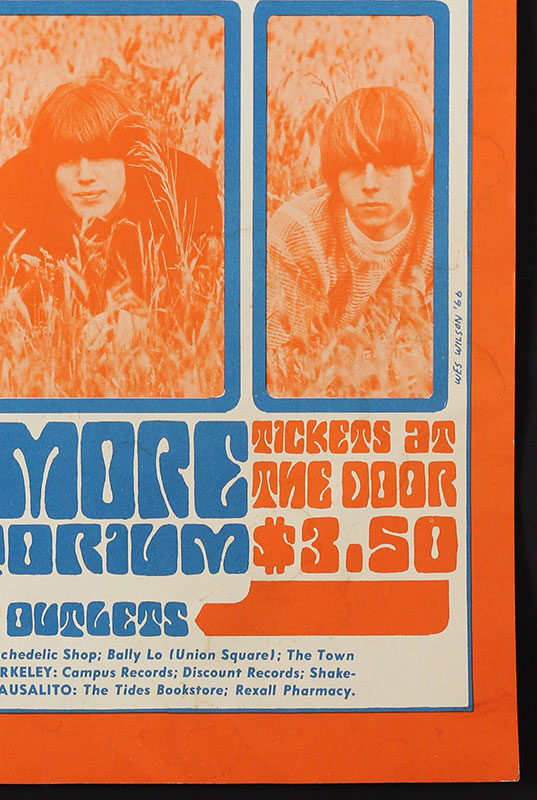 WES WILSON '66
MORE
ORIUM
TICKETS AT
THE DOOR
$3.50
OUTLETS
chedelic Shop; Bally Lo (Union Square); The Town
RKELEY: Campus Records; Discount Records; Shake-
AUSALITO: The Tides Bookstore; Rexall Pharmacy.